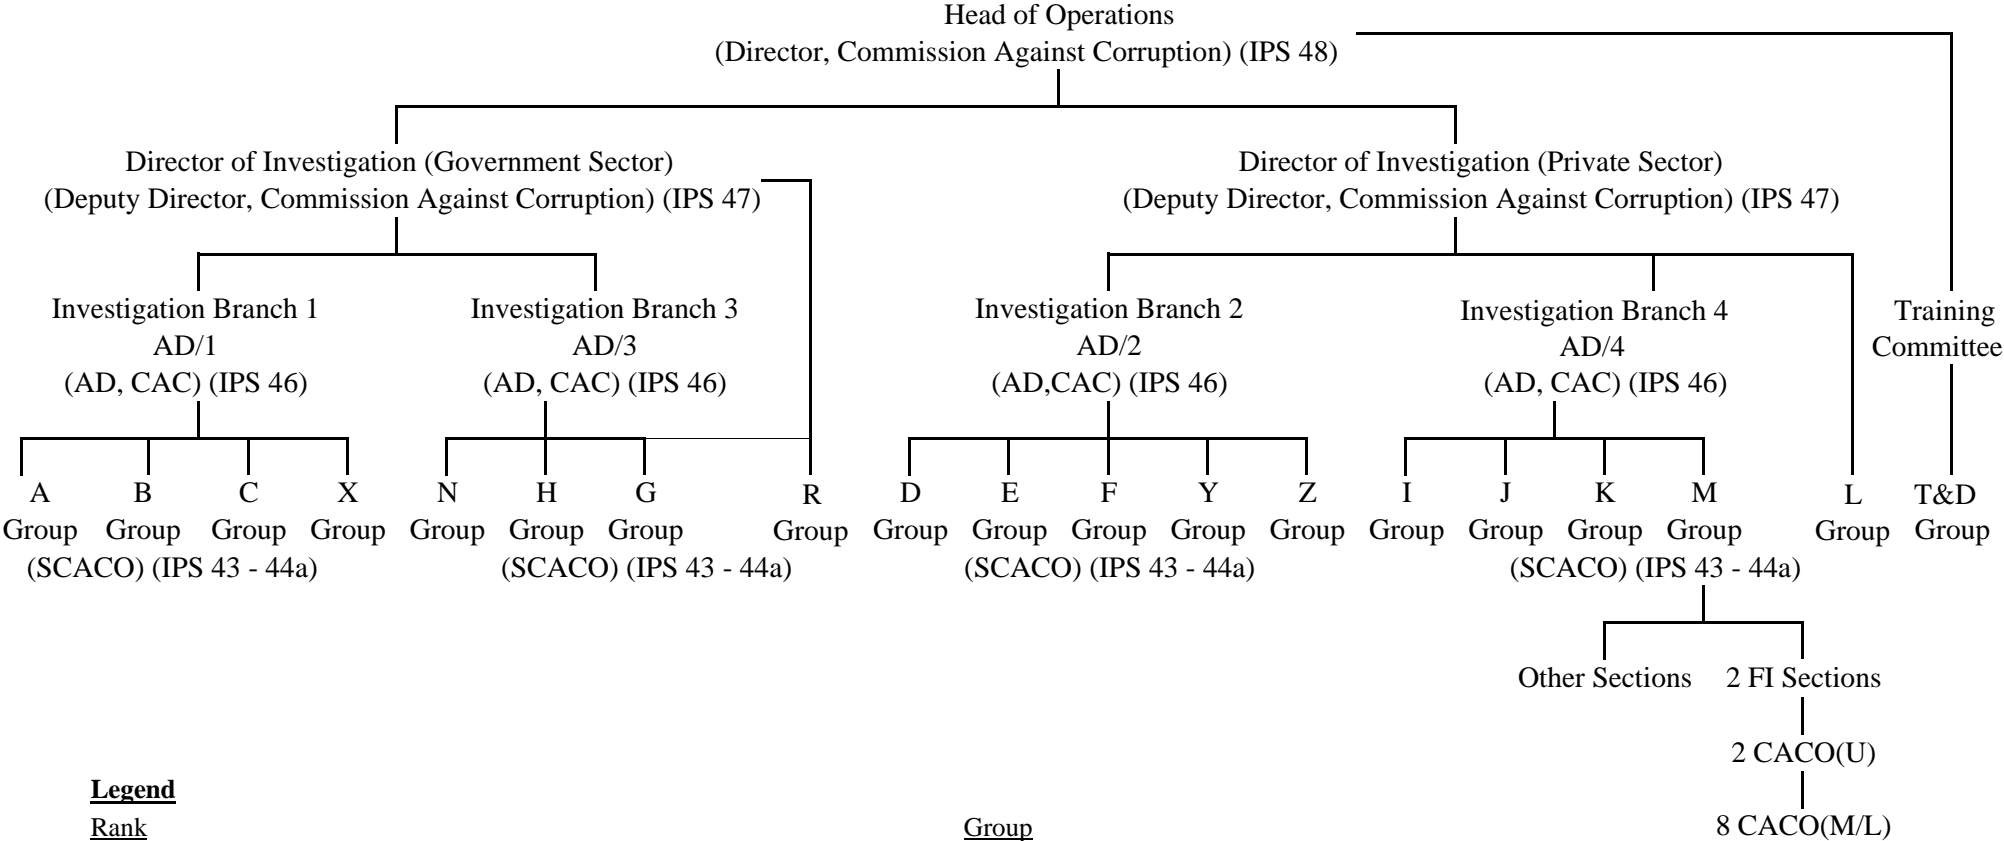 Head of Operations
(Director, Commission Against Corruption) (IPS 48)
Director of Investigation (Government Sector)
(Deputy Director, Commission Against Corruption) (IPS 47)
Director of Investigation (Private Sector)
(Deputy Director, Commission Against Corruption) (IPS 47)
Investigation Branch 1
AD/1
(AD, CAC) (IPS 46)
Investigation Branch 3
AD/3
(AD, CAC) (IPS 46)
Investigation Branch 2
AD/2
(AD,CAC) (IPS 46)
Investigation Branch 4
AD/4
(AD, CAC) (IPS 46)
Training
Committee
A
Group
B
Group
C
Group
X
Group
(SCACO) (IPS 43 - 44a)
N
Group
H
Group
G
Group
(SCACO) (IPS 43 - 44a)
R
Group
D
Group
E
Group
F
Group
Y
Group
Z
Group
(SCACO) (IPS 43 - 44a)
I
Group
J
Group
K
Group
M
Group
(SCACO) (IPS 43 - 44a)
L
Group
T&D
Group
Other Sections
2 FI Sections
2 CACO(U)
8 CACO(M/L)
Legend
Rank
Group